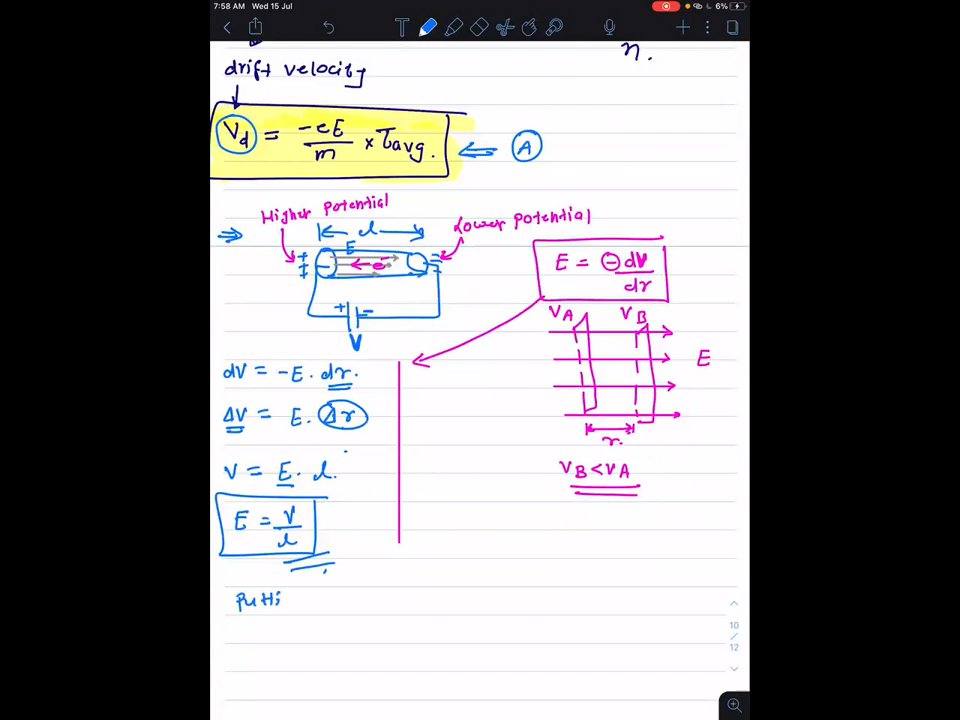 7:58 AM Wed 15 Jul
6%
T
n.
drift velocity
Vd = -eE/m × τavg. ⇐ A
Higher potential
Lower potential
⇒ l
E
+ - e⁻ =
+ -
+ -
V
E = ⊖ dV/dr
VA VB
E
r.
VB < VA
dV = -E. dr.
ΔV = E. Δr
V = E. l.
E = V/l
Putti
10
/
12